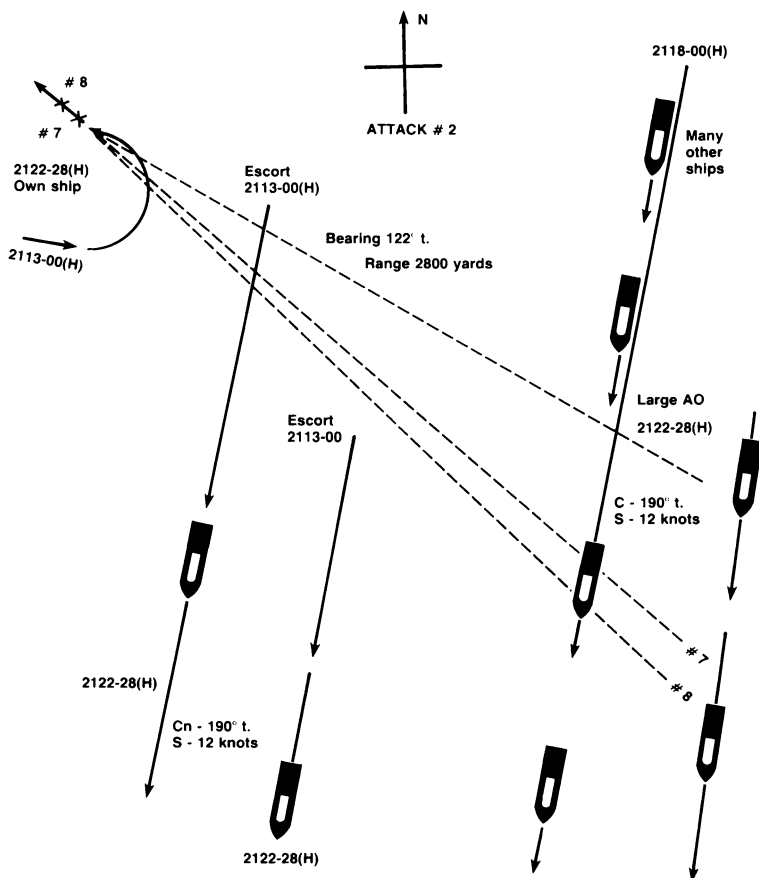 N
ATTACK # 2
2118-00(H)
# 8
# 7
Many
other
ships
2122-28(H)
Own ship
Escort
2113-00(H)
2113-00(H)
Bearing 122° t.
Range 2800 yards
Large AO
2122-28(H)
Escort
2113-00
C - 190° t.
S - 12 knots
#7
#8
2122-28(H)
Cn - 190° t.
S - 12 knots
2122-28(H)